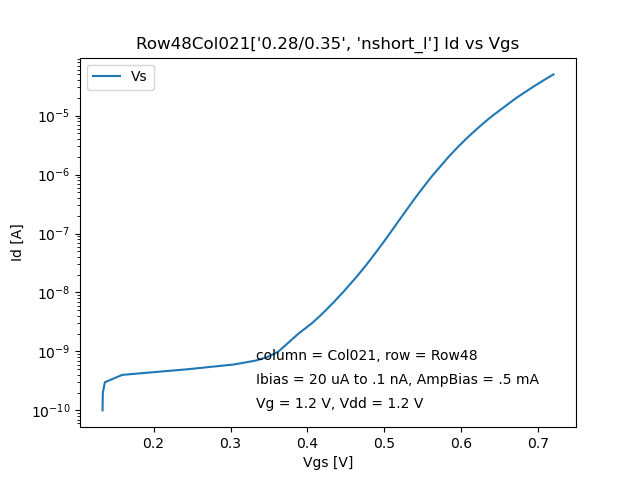 Row48Col021['0.28/0.35', 'nshort_l'] Id vs Vgs
Vs
10⁻⁵
10⁻⁶
10⁻⁷
10⁻⁸
10⁻⁹
10⁻¹⁰
Id [A]
column = Col021, row = Row48
Ibias = 20 uA to .1 nA, AmpBias = .5 mA
Vg = 1.2 V, Vdd = 1.2 V
0.2 0.3 0.4 0.5 0.6 0.7
Vgs [V]